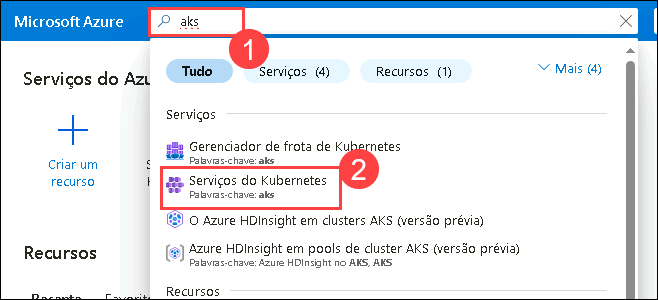 Microsoft Azure
aks
1
Serviços do Azu
Tudo
Serviços (4)
Recursos (1)
Mais (4)
Serviços
Criar um
recurso
Gerenciador de frota de Kubernetes
Palavras-chave: aks
Serviços do Kubernetes
Palavras-chave: aks
2
O Azure HDInsight em clusters AKS (versão prévia)
Azure HDInsight em pools de cluster AKS (versão prévia)
Palavras-chave: Azure HDInsight no AKS, AKS
Recursos
Recursos